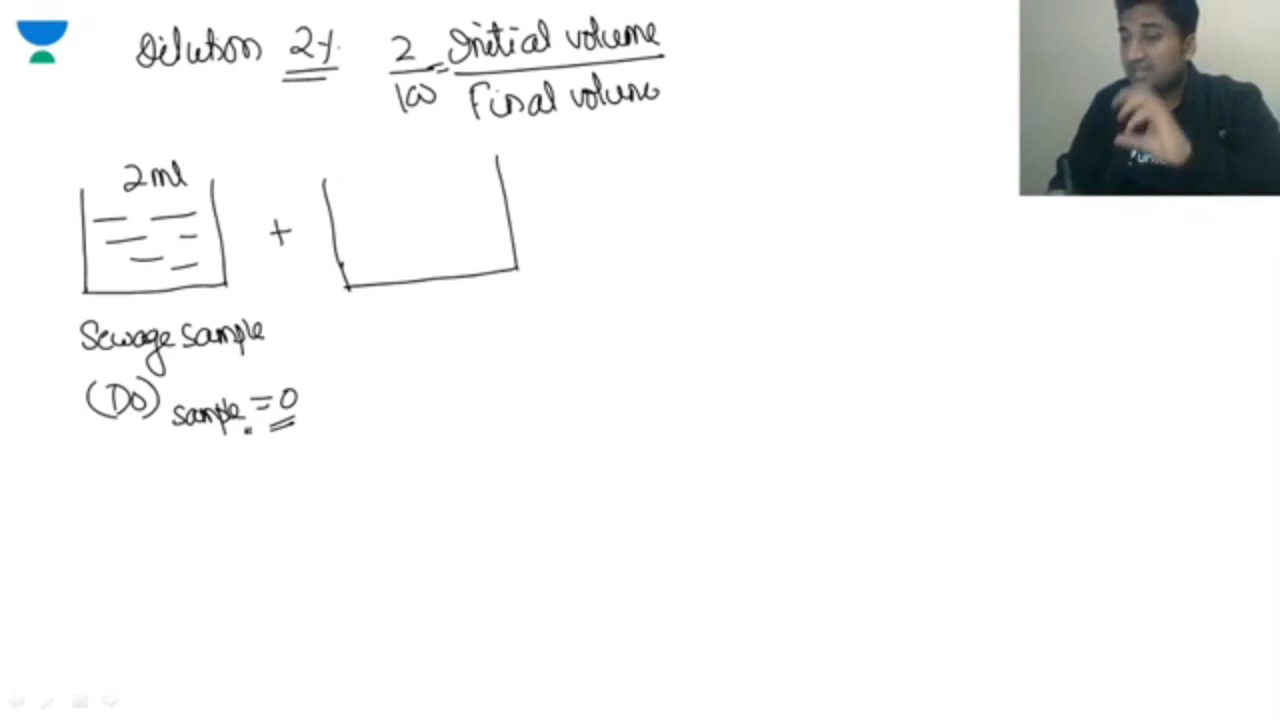 Dilution 2% 2/100 = Initial volume / Final volume
2ml
+
Sewage sample
(DO) sample = 0